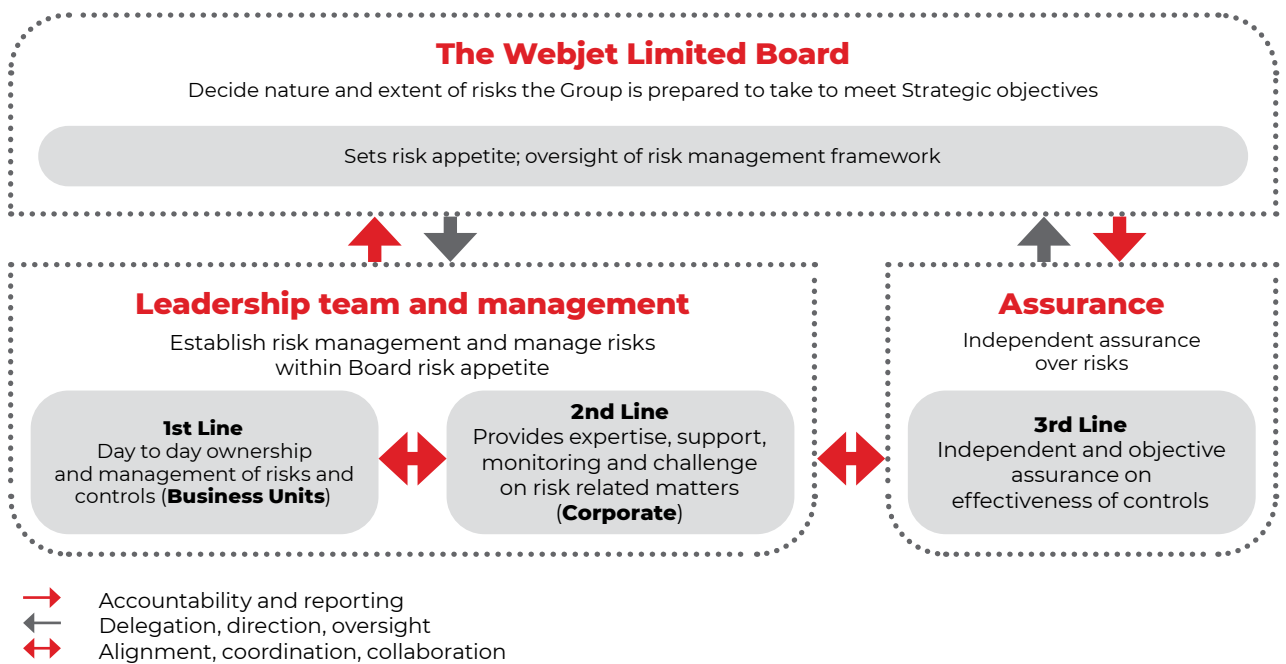 The Webjet Limited Board
Decide nature and extent of risks the Group is prepared to take to meet Strategic objectives
Sets risk appetite; oversight of risk management framework
Leadership team and management
Establish risk management and manage risks
within Board risk appetite
1st Line
Day to day ownership
and management of risks and
controls (Business Units)
2nd Line
Provides expertise, support,
monitoring and challenge
on risk related matters
(Corporate)
Assurance
Independent assurance
over risks
3rd Line
Independent and objective
assurance on
effectiveness of controls
Accountability and reporting
Delegation, direction, oversight
Alignment, coordination, collaboration